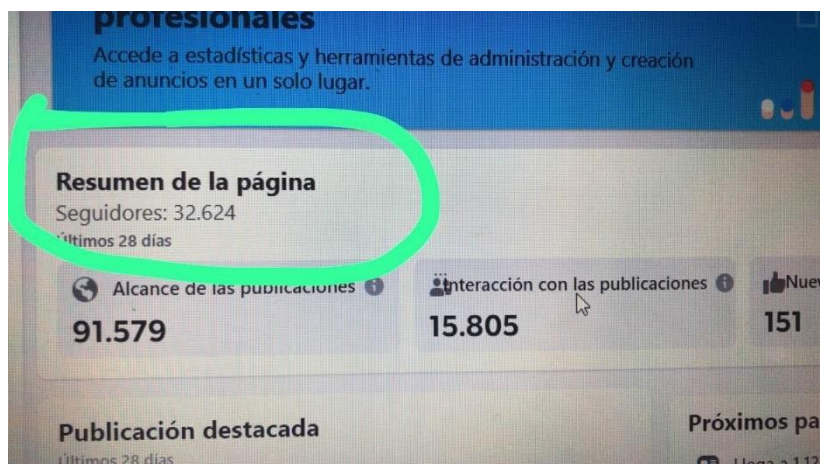 profesionales
Accede a estadísticas y herramientas de administración y creación
de anuncios en un solo lugar.
Resumen de la página
Seguidores: 32.624
Últimos 28 días
Alcance de las publicaciones
Interacción con las publicaciones
Nuev
91.579
15.805
151
Publicación destacada
Próximos pa
Últimos 28 días
Llega a